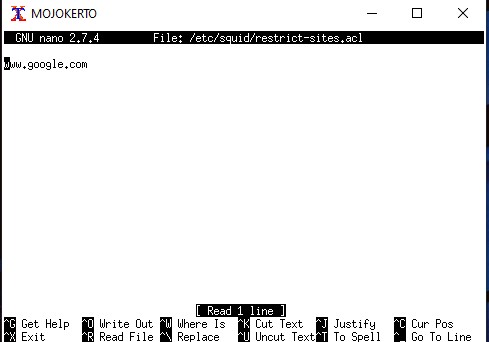 MOJOKERTO
GNU nano 2.7.4 File: /etc/squid/restrict-sites.acl
www.google.com
[ Read 1 line ]
^G Get Help ^O Write Out ^W Where Is ^K Cut Text ^J Justify ^C Cur Pos
^X Exit ^R Read File ^\ Replace ^U Uncut Text^T To Spell ^_ Go To Line